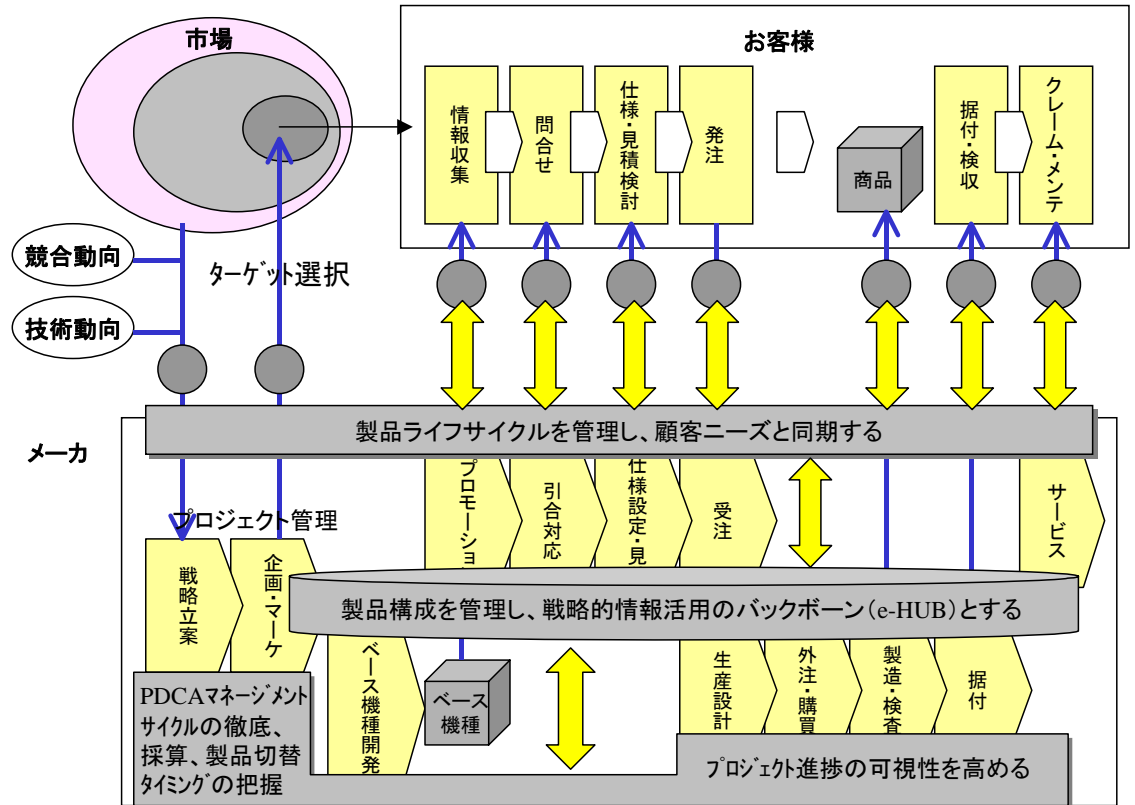 市場
お客様
情報収集
問合せ
仕様・見積検討
発注
商品
据付・検収
クレーム・メンテ
競合動向
ﾀｰｹﾞｯﾄ選択
技術動向
メーカ
製品ライフサイクルを管理し、顧客ニーズと同期する
プロジェクト管理
戦略立案
企画・マーケ
プロモーショ
引合対応
仕様設定・見
受注
サービス
製品構成を管理し、戦略的情報活用のバックボーン（e-HUB）とする
ベース機種開発
ベース
機種
生産設計
外注・購買
製造・検査
据付
PDCAﾏﾈｰｼﾞﾒﾝﾄ
ｻｲｸﾙの徹底、
採算、製品切替
ﾀｲﾐﾝｸﾞの把握
プロジェクト進捗の可視性を高める